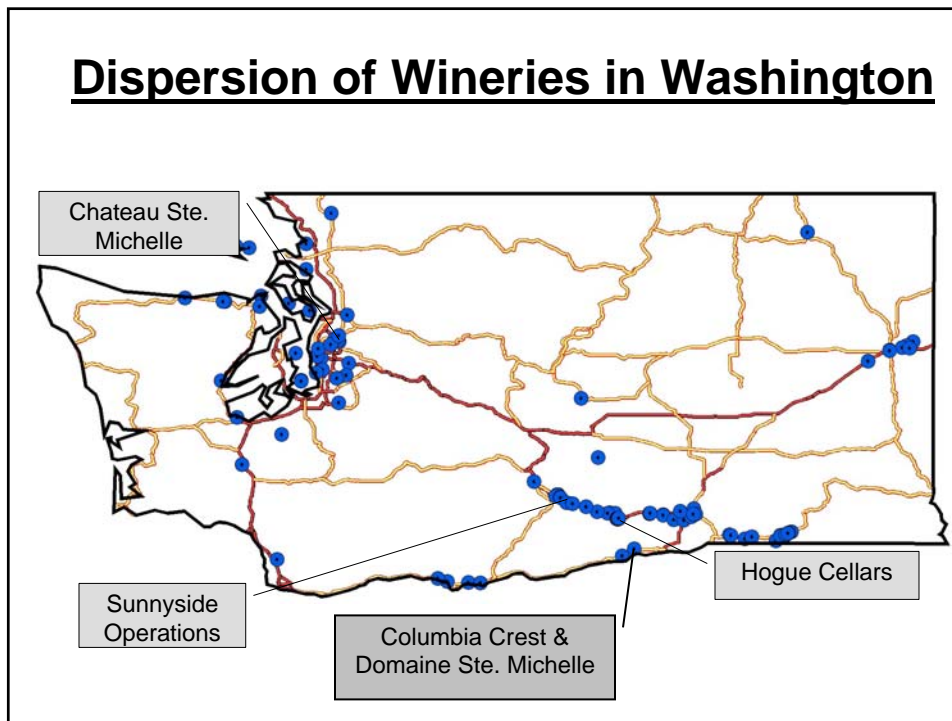 Dispersion of Wineries in Washington
Chateau Ste.
Michelle
Hogue Cellars
Sunnyside
Operations
Columbia Crest &
Domaine Ste. Michelle